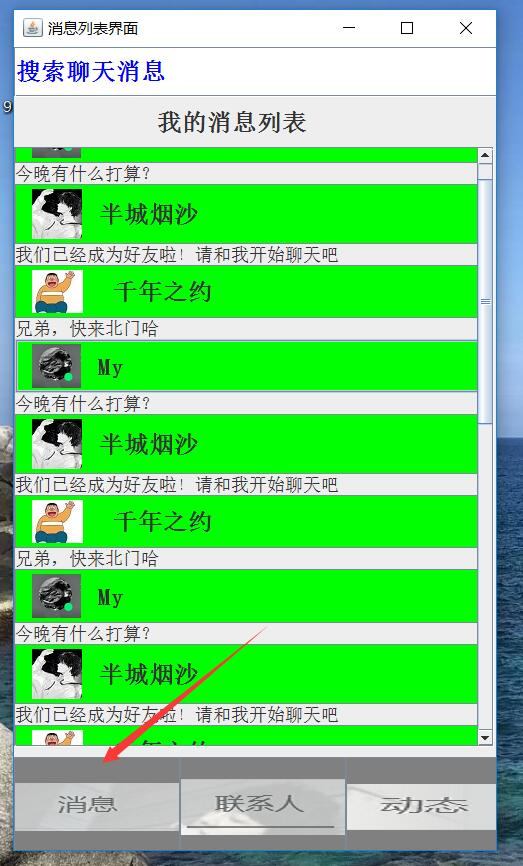 消息列表界面
搜索聊天消息
9
我的消息列表
今晚有什么打算？
半城烟沙
我们已经成为好友啦！请和我开始聊天吧
千年之约
兄弟，快来北门哈
My
今晚有什么打算？
半城烟沙
我们已经成为好友啦！请和我开始聊天吧
千年之约
兄弟，快来北门哈
My
今晚有什么打算？
半城烟沙
我们已经成为好友啦！请和我开始聊天吧
消息 联系人 动态